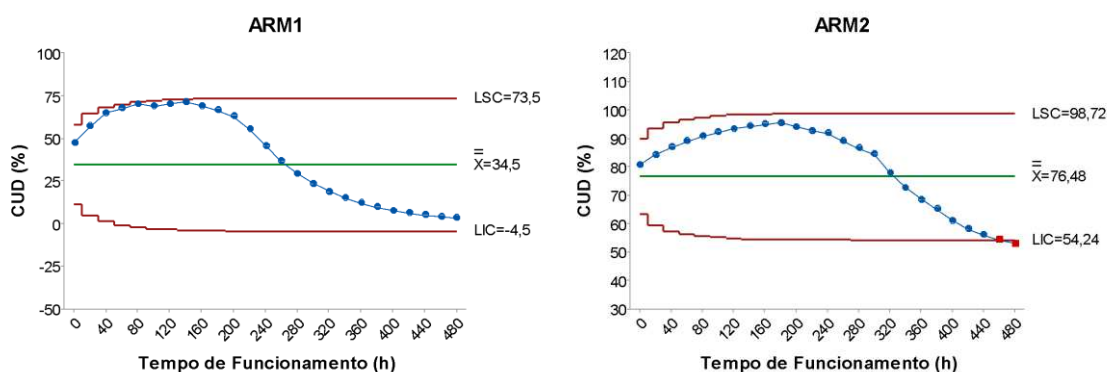 ARM1
CUD (%)
100
75
50
25
0
-25
-50
LSC=73,5
X=34,5
LIC=-4,5
0 40 80 120 160 200 240 280 320 360 400 440 480
Tempo de Funcionamento (h)
ARM2
CUD (%)
120
110
100
90
80
70
60
50
40
30
LSC=98,72
X=76,48
LIC=54,24
0 40 80 120 160 200 240 280 320 360 400 440 480
Tempo de Funcionamento (h)